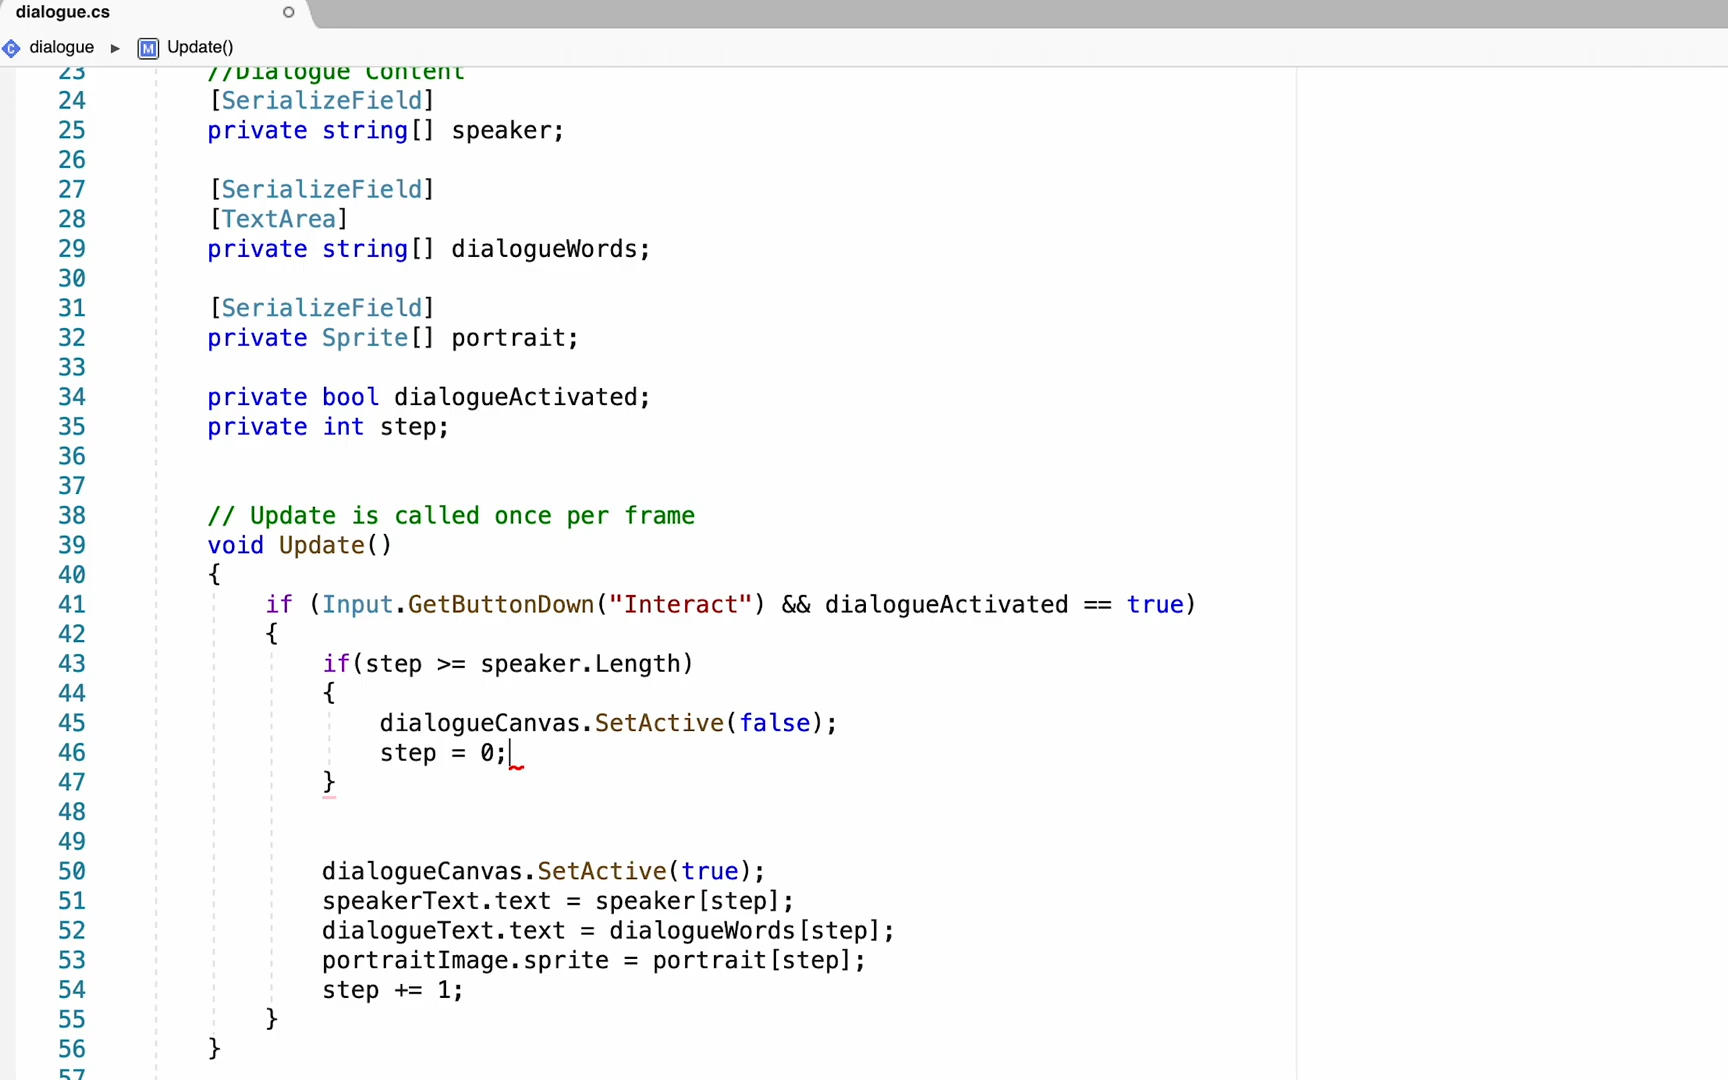 dialogue.cs
dialogue ▶ M Update()
23 //Dialogue Content
24 [SerializeField]
25 private string[] speaker;
26
27 [SerializeField]
28 [TextArea]
29 private string[] dialogueWords;
30
31 [SerializeField]
32 private Sprite[] portrait;
33
34 private bool dialogueActivated;
35 private int step;
36
37
38 // Update is called once per frame
39 void Update()
40 {
41 if (Input.GetButtonDown("Interact") && dialogueActivated == true)
42 {
43 if(step >= speaker.Length)
44 {
45 dialogueCanvas.SetActive(false);
46 step = 0;
47 }
48
49
50 dialogueCanvas.SetActive(true);
51 speakerText.text = speaker[step];
52 dialogueText.text = dialogueWords[step];
53 portraitImage.sprite = portrait[step];
54 step += 1;
55 }
56 }
57